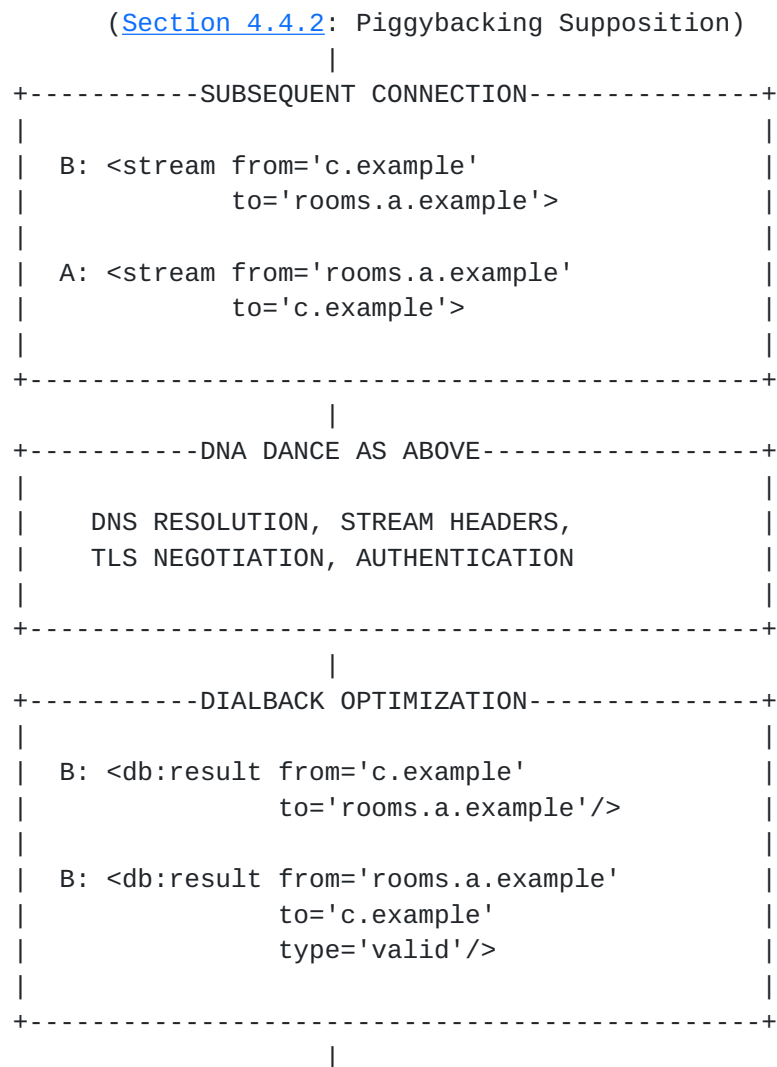 (Section 4.4.2: Piggybacking Supposition)
|
+-----------SUBSEQUENT CONNECTION---------------+
|                                               |
|  B: <stream from='c.example'                  |
|             to='rooms.a.example'>             |
|                                               |
|  A: <stream from='rooms.a.example'            |
|             to='c.example'>                   |
|                                               |
+-----------------------------------------------+
|
+-----------DNA DANCE AS ABOVE------------------+
|                                               |
|    DNS RESOLUTION, STREAM HEADERS,            |
|    TLS NEGOTIATION, AUTHENTICATION            |
|                                               |
+-----------------------------------------------+
|
+-----------DIALBACK OPTIMIZATION---------------+
|                                               |
|  B: <db:result from='c.example'               |
|                to='rooms.a.example'/>         |
|                                               |
|  B: <db:result from='rooms.a.example'         |
|                to='c.example'                 |
|                type='valid'/>                 |
|                                               |
+-----------------------------------------------+
|